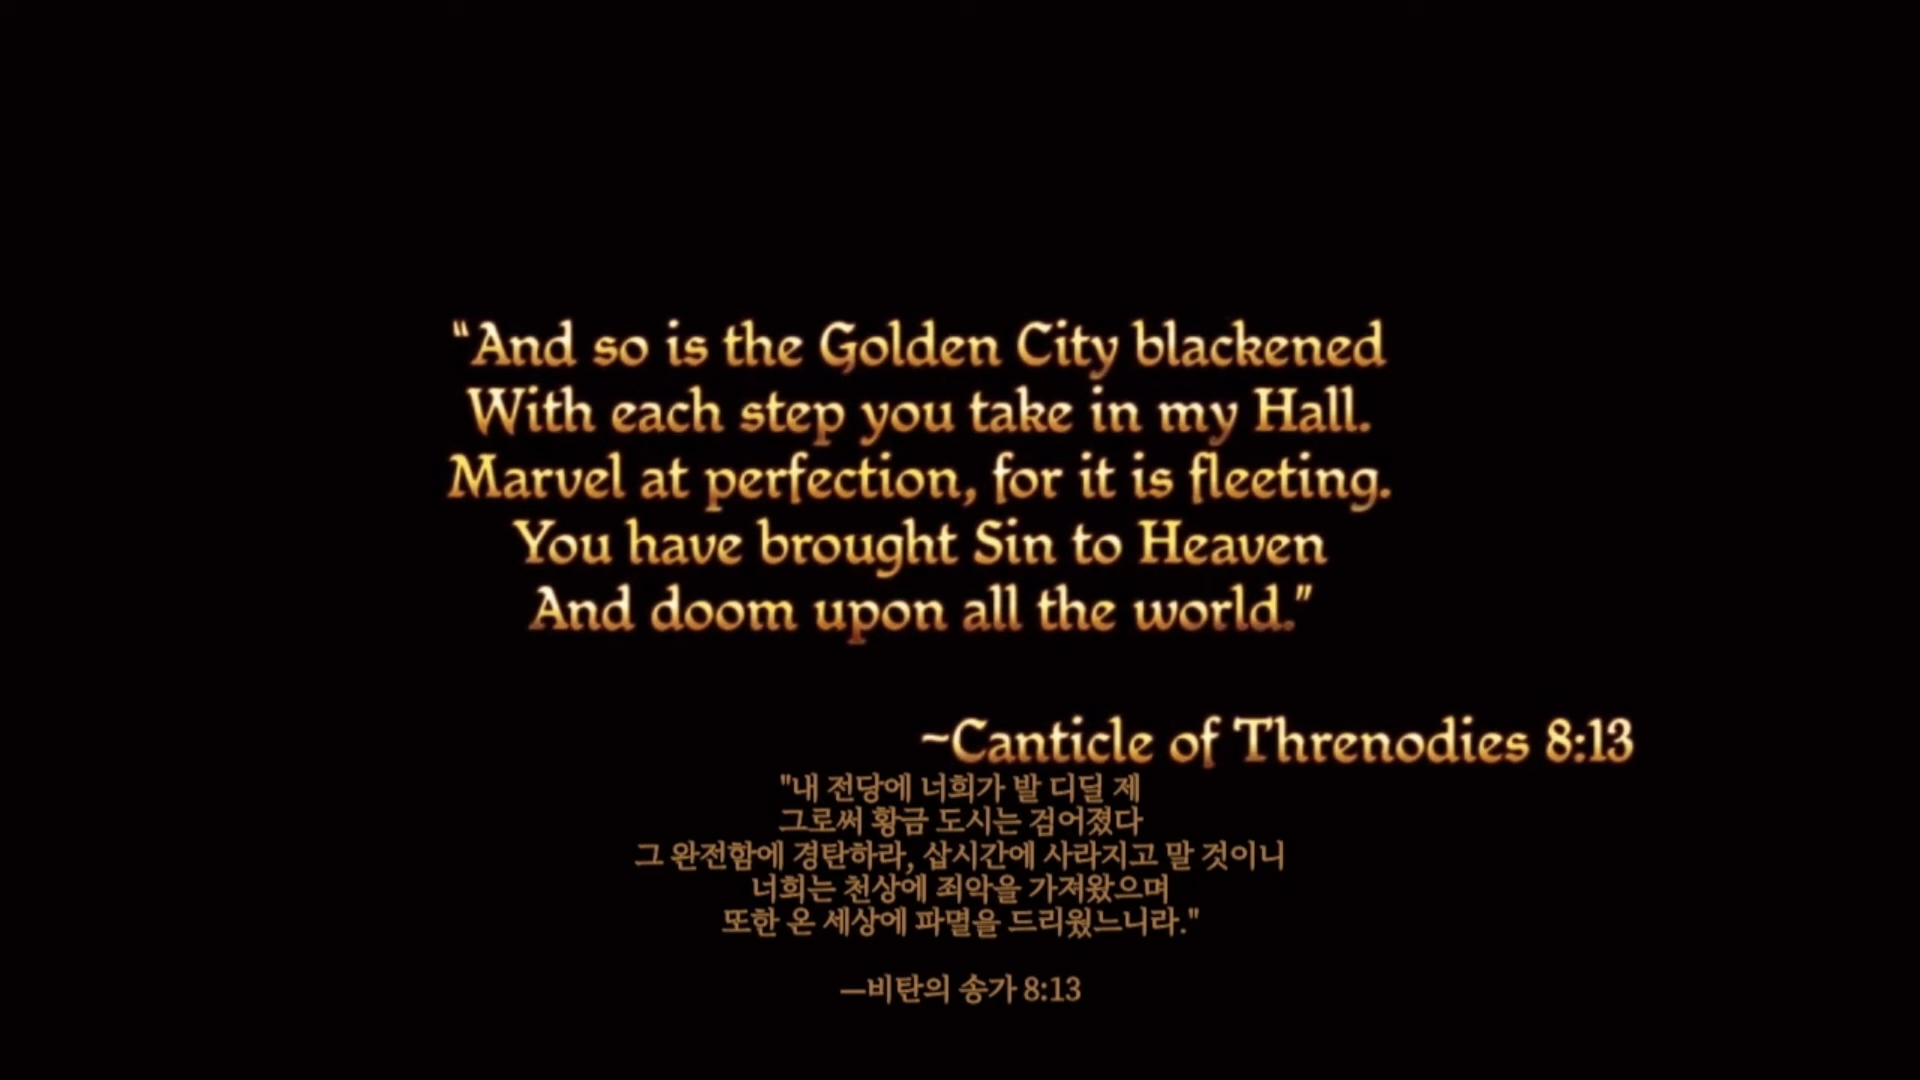 “And so is the Golden City blackened
With each step you take in my Hall.
Marvel at perfection, for it is fleeting.
You have brought Sin to Heaven
And doom upon all the world.”
~Canticle of Threnodies 8:13
"내 전당에 너희가 발 디딜 제
그로써 황금 도시는 검어졌다
그 완전함에 경탄하라, 삽시간에 사라지고 말 것이니
너희는 천상에 죄악을 가져왔으며
또한 온 세상에 파멸을 드리웠느니라."
—비탄의 송가 8:13